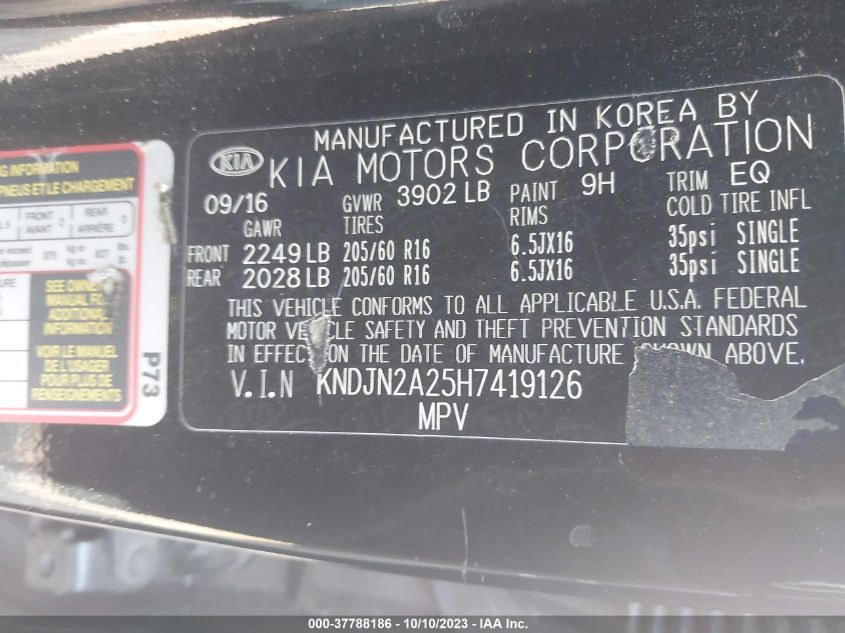 MANUFACTURED IN KOREA BY
KIA KIA MOTORS CORPORATION
09/16 GVWR 3902 LB PAINT 9H TRIM EQ
GAWR TIRES RIMS COLD TIRE INFL
FRONT 2249 LB 205/60 R16 6.5JX16 35psi SINGLE
REAR 2028 LB 205/60 R16 6.5JX16 35psi SINGLE
THIS VEHICLE CONFORMS TO ALL APPLICABLE U.S.A. FEDERAL
MOTOR VEHICLE SAFETY AND THEFT PREVENTION STANDARDS
IN EFFECT ON THE DATE OF MANUFACTURE SHOWN ABOVE.
V.I.N KNDJN2A25H7419126
MPV
INFORMATION
PNEUS ET LE CHARGEMENT
FRONT AVANT 2 REAR ARRIÈRE 3
SEE OWNER
MANUAL FOR
ADDITIONAL
INFORMATION
VOIR LE MANUEL
DE L'USAGER
POUR PLUS DE
RENSEIGNEMENTS
P73
000-37788186 - 10/10/2023 - COPYRIGHT IAA, LLC.